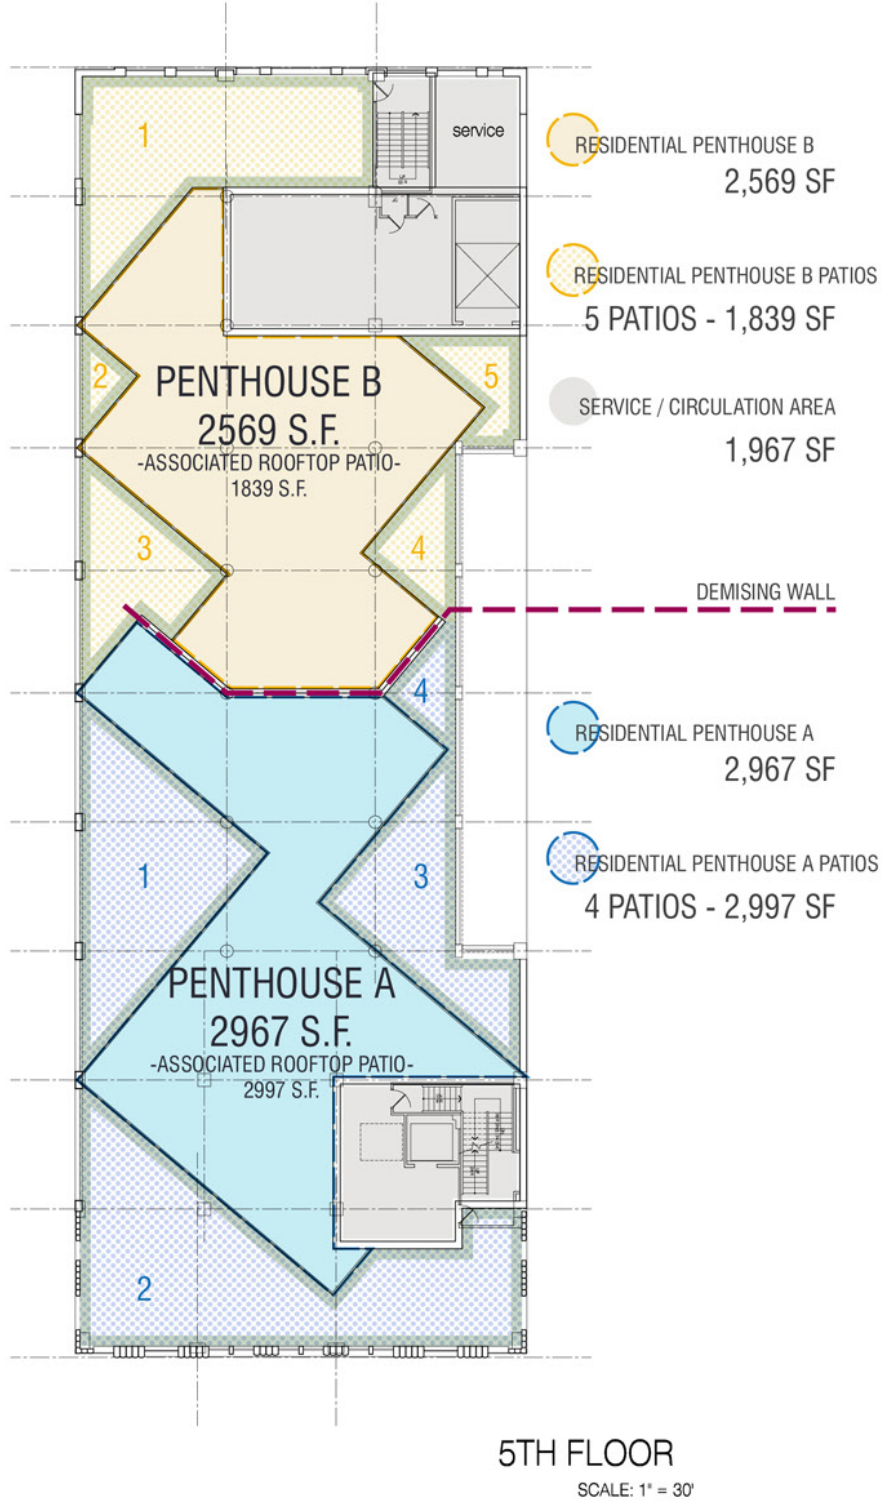 1
service
RESIDENTIAL PENTHOUSE B
2,569 SF
RESIDENTIAL PENTHOUSE B PATIOS
5 PATIOS - 1,839 SF
2
5
PENTHOUSE B
2569 S.F.
-ASSOCIATED ROOFTOP PATIO-
1839 S.F.
SERVICE / CIRCULATION AREA
1,967 SF
3
4
DEMISING WALL
4
RESIDENTIAL PENTHOUSE A
2,967 SF
1
3
RESIDENTIAL PENTHOUSE A PATIOS
4 PATIOS - 2,997 SF
PENTHOUSE A
2967 S.F.
-ASSOCIATED ROOFTOP PATIO-
2997 S.F.
2
5TH FLOOR
SCALE: 1" = 30'